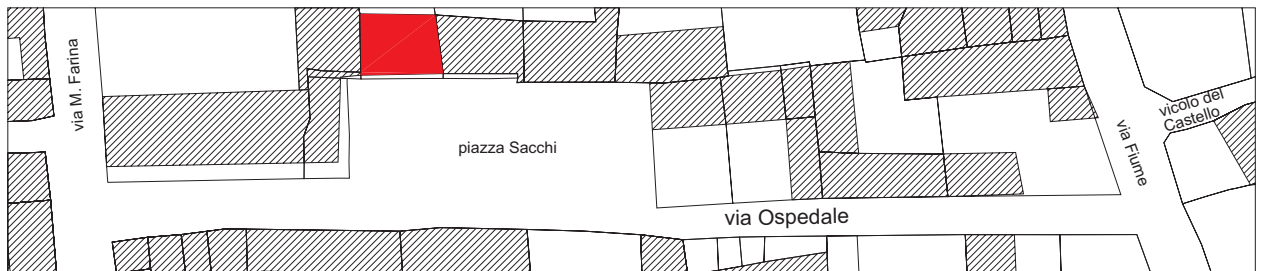 via M. Farina
piazza Sacchi
via Ospedale
via Fiume
vicolo del
Castello